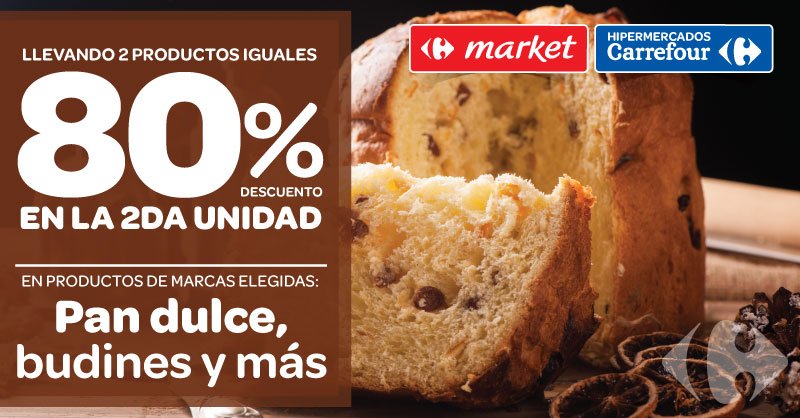 LLEVANDO 2 PRODUCTOS IGUALES
80%
DESCUENTO
EN LA 2DA UNIDAD
EN PRODUCTOS DE MARCAS ELEGIDAS:
Pan dulce,
budines y más
market
HIPERMERCADOS
Carrefour